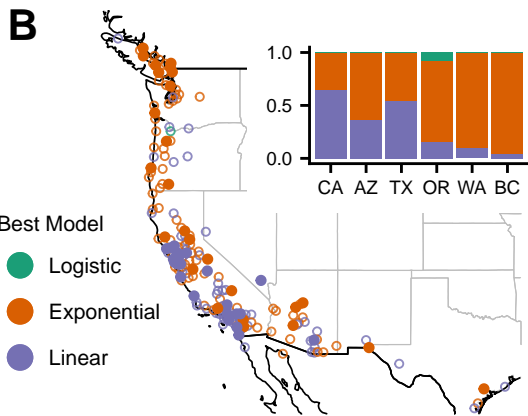 B
1.0
0.5
0.0
CA AZ TX OR WA BC
Best Model
Logistic
Exponential
Linear